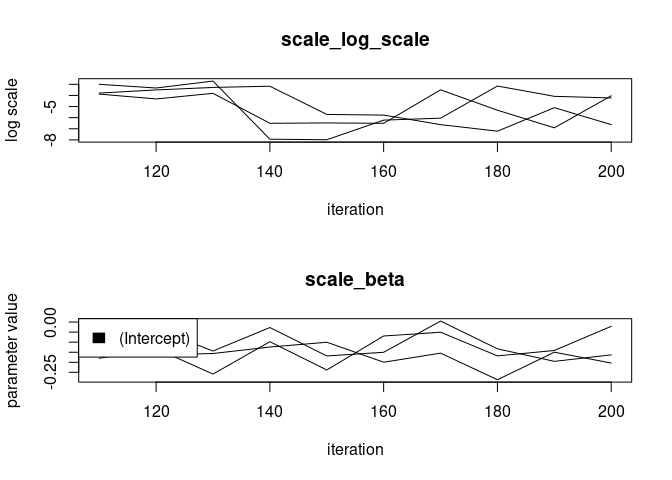 scale_log_scale
log scale
-5
-8
120 140 160 180 200
iteration
scale_beta
parameter value
0.00
-0.25
(Intercept)
120 140 160 180 200
iteration